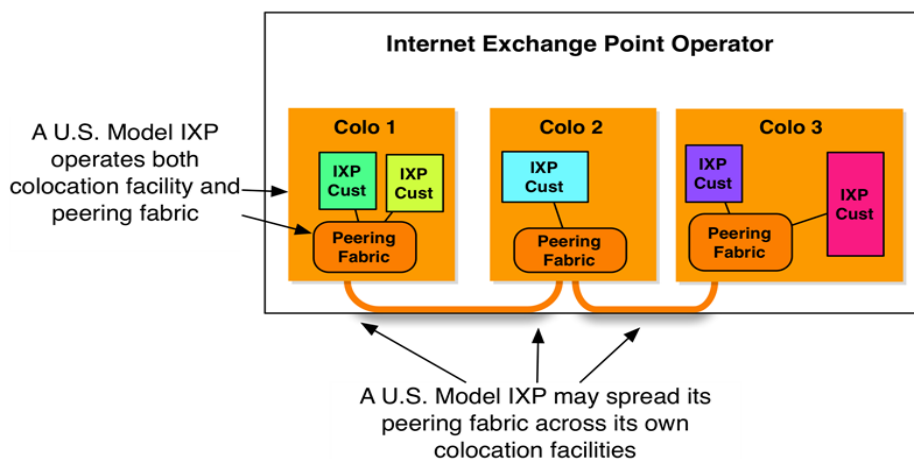 Internet Exchange Point Operator
A U.S. Model IXP
operates both
colocation facility and
peering fabric
Colo 1
IXP
Cust
IXP
Cust
Peering
Fabric
Colo 2
IXP
Cust
Peering
Fabric
Colo 3
IXP
Cust
IXP
Cust
Peering
Fabric
A U.S. Model IXP may spread its
peering fabric across its own
colocation facilities